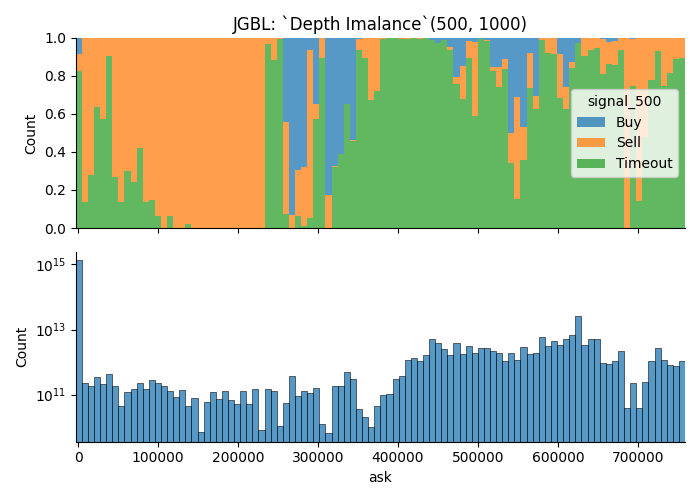 JGBL: `Depth Imalance`(500, 1000)
1.0
0.8
0.6
0.4
0.2
0.0
Count
signal_500
Buy
Sell
Timeout
10^15
10^13
10^11
Count
0
100000
200000
300000
400000
500000
600000
700000
ask